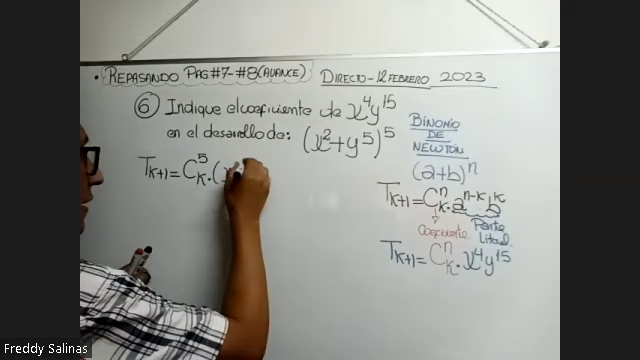 • REPASANDO PAG#7-#8(AVANCE) DIRECTO-12 FEBRERO 2023
⑥ Indique el coeficiente de x⁴y¹⁵
en el desarrollo de: (x²+y⁵)⁵
BINOMIO
DE
NEWTON
(a+b)ⁿ
Tₖ₊₁= C⁵ₖ.(
Tₖ₊₁= Cⁿₖ.aⁿ⁻ᵏ.bᵏ
Coeficiente Parte
Literal.
Tₖ₊₁= Cⁿₖ.x⁴y¹⁵
Freddy Salinas